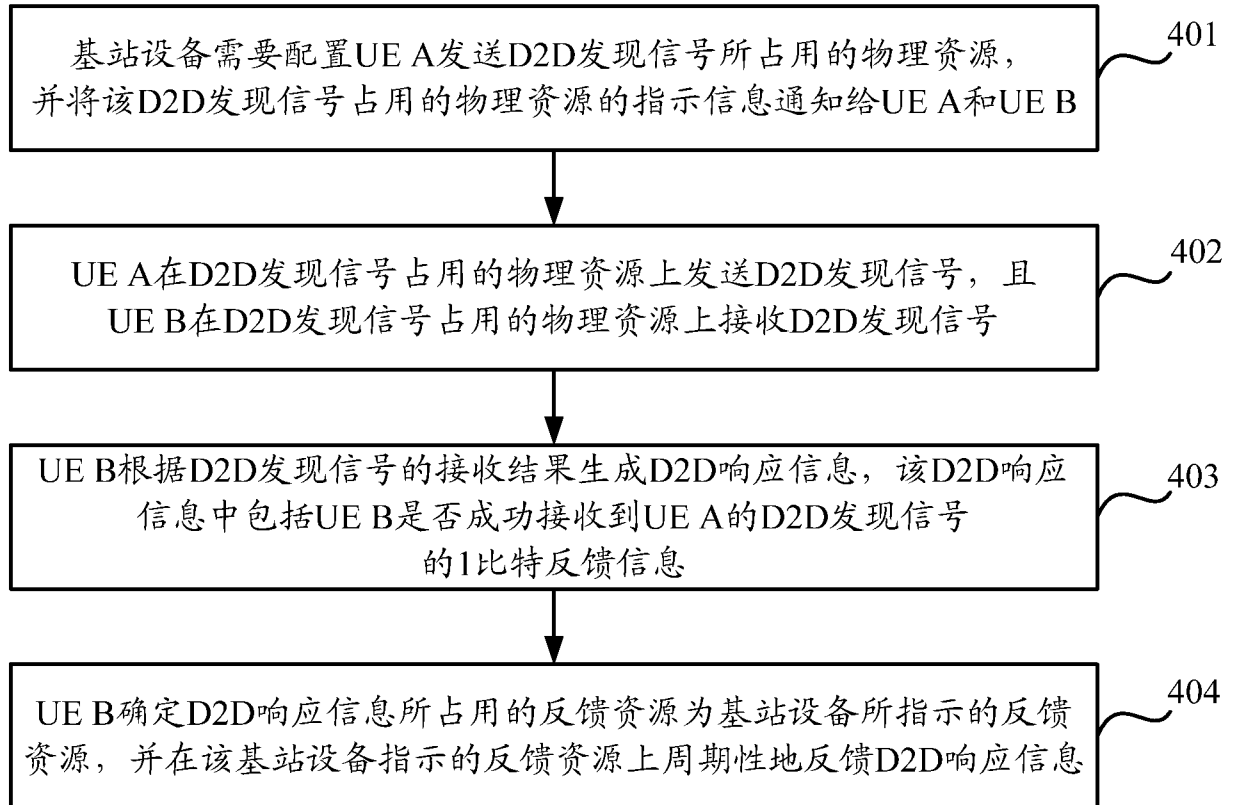 基站设备需要配置UE A发送D2D发现信号所占用的物理资源，
并将该D2D发现信号占用的物理资源的指示信息通知给UE A和UE B
401
UE A在D2D发现信号占用的物理资源上发送D2D发现信号，且
UE B在D2D发现信号占用的物理资源上接收D2D发现信号
402
UE B根据D2D发现信号的接收结果生成D2D响应信息，该D2D响应
信息中包括UE B是否成功接收到UE A的D2D发现信号
的1比特反馈信息
403
UE B确定D2D响应信息所占用的反馈资源为基站设备所指示的反馈
资源，并在该基站设备指示的反馈资源上周期性地反馈D2D响应信息
404